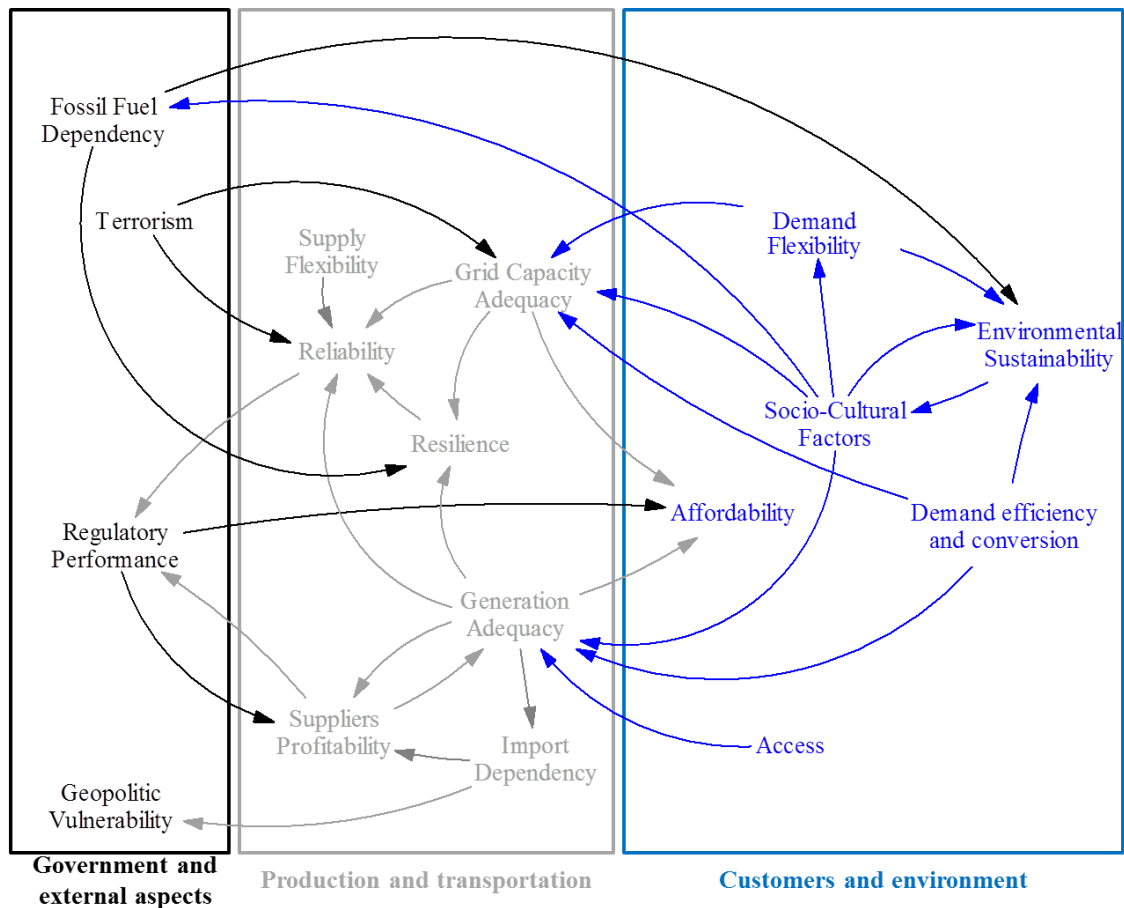 Fossil Fuel
Dependency
Terrorism
Regulatory
Performance
Geopolitic
Vulnerability
Government and
external aspects
Supply
Flexibility
Grid Capacity
Adequacy
Reliability
Resilience
Generation
Adequacy
Suppliers
Profitability
Import
Dependency
Production and transportation
Demand
Flexibility
Environmental
Sustainability
Socio-Cultural
Factors
Affordability
Demand efficiency
and conversion
Access
Customers and environment